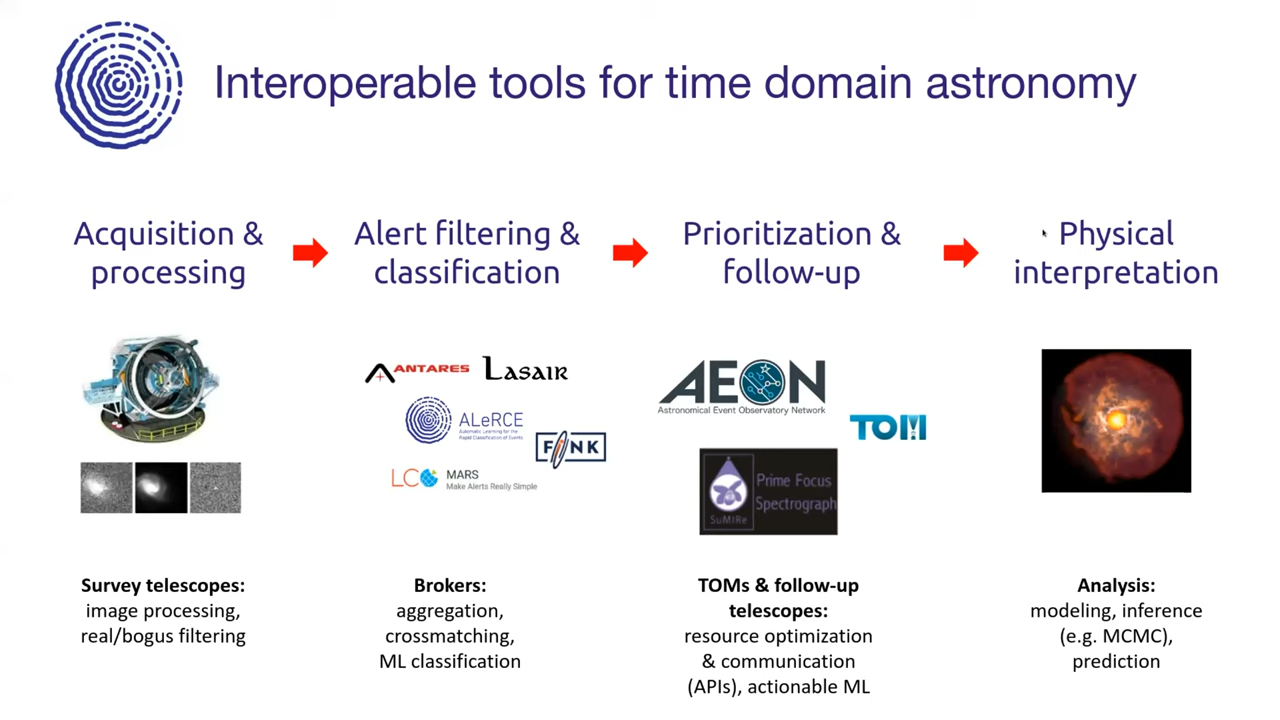 Interoperable tools for time domain astronomy
Acquisition &
processing
Alert filtering &
classification
Prioritization &
follow-up
Physical
interpretation
ANTARES
LASAIR
ALeRCE
Automatic Learning for the
Rapid Classification of Events
FINK
LCO
MARS
Make Alerts Really Simple
AEON
Astronomical Event Observatory Network
TOM
SuMIRe
Prime Focus
Spectrograph
Survey telescopes:
image processing,
real/bogus filtering
Brokers:
aggregation,
crossmatching,
ML classification
TOMs & follow-up
telescopes:
resource optimization
& communication
(APIs), actionable ML
Analysis:
modeling, inference
(e.g. MCMC),
prediction